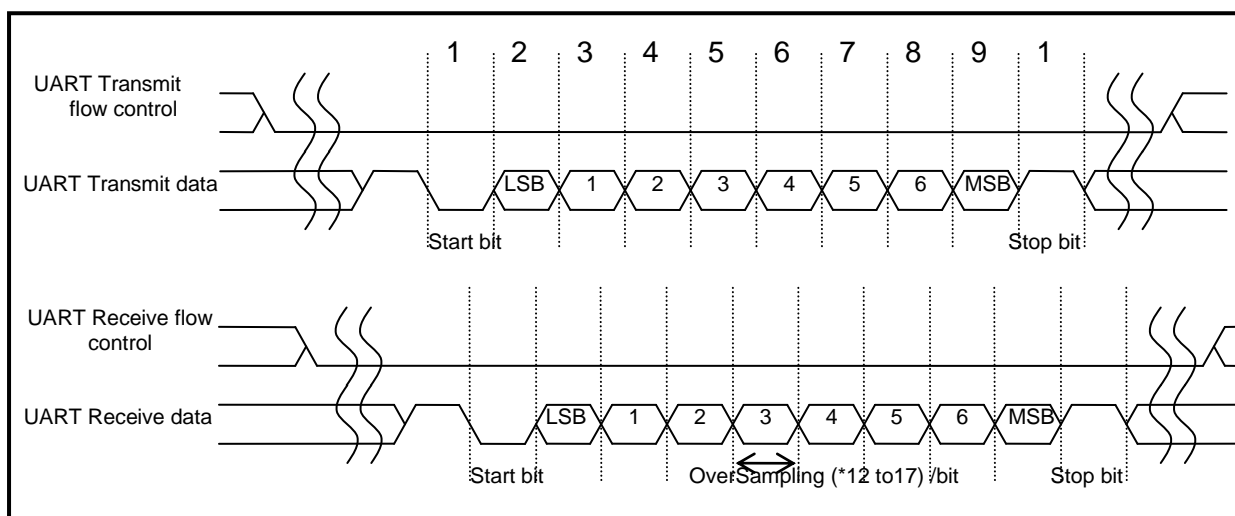 1 2 3 4 5 6 7 8 9 1
UART Transmit
flow control
UART Transmit data
LSB 1 2 3 4 5 6 MSB
Start bit Stop bit
UART Receive flow
control
UART Receive data
LSB 1 2 3 4 5 6 MSB
Start bit OverSampling (*12 to17) /bit Stop bit